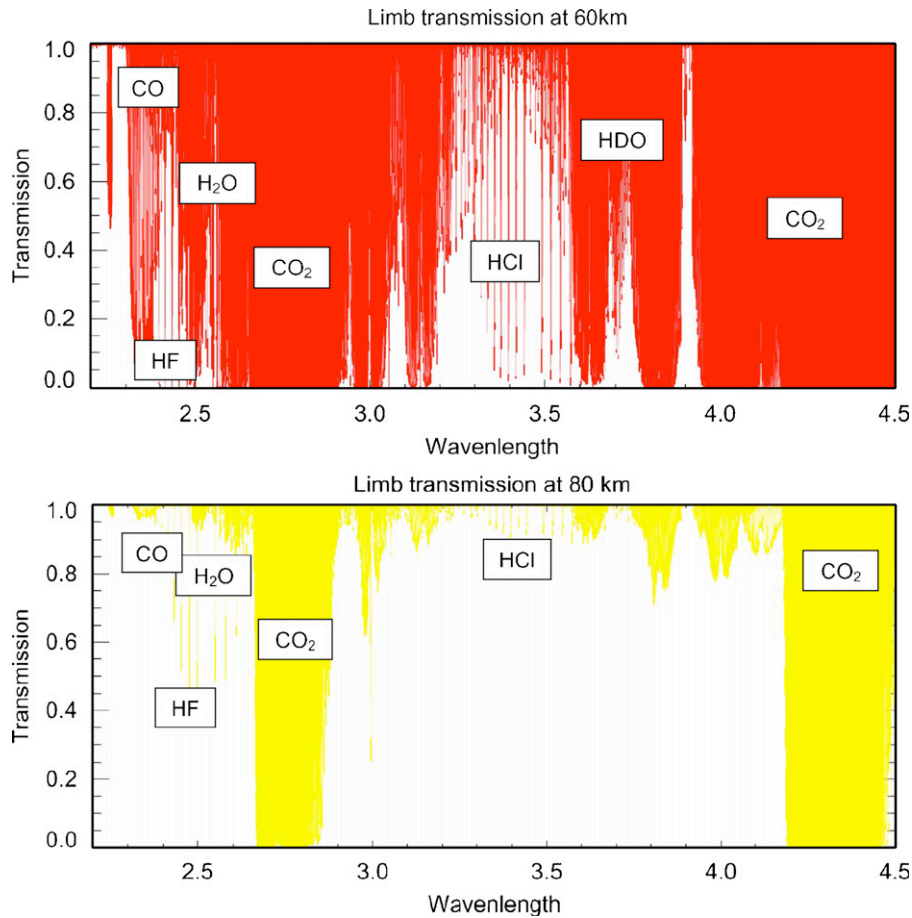 Limb transmission at 60km
Transmission
1.0
0.8
0.6
0.4
0.2
0.0
CO
H₂O
CO₂
HCl
HDO
CO₂
HF
2.5 3.0 3.5 4.0 4.5
Wavenlength
Limb transmission at 80 km
Transmission
1.0
0.8
0.6
0.4
0.2
0.0
CO
H₂O
HCl
CO₂
CO₂
HF
2.5 3.0 3.5 4.0 4.5
Wavenlength